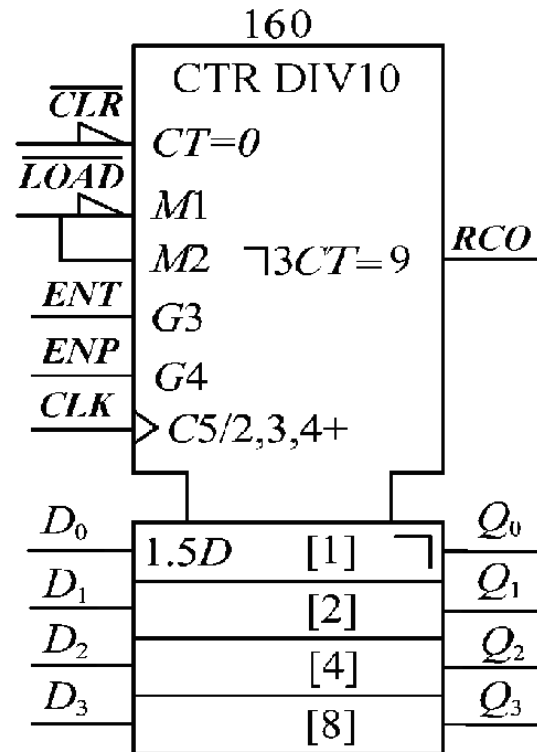 160
CTR DIV10
CLR
CT=0
LOAD
M1
M2 ㄱ3CT=9 RCO
ENT
G3
ENP
G4
CLK
C5/2,3,4+
D₀ 1.5D [1] Q₀
D₁ [2] Q₁
D₂ [4] Q₂
D₃ [8] Q₃